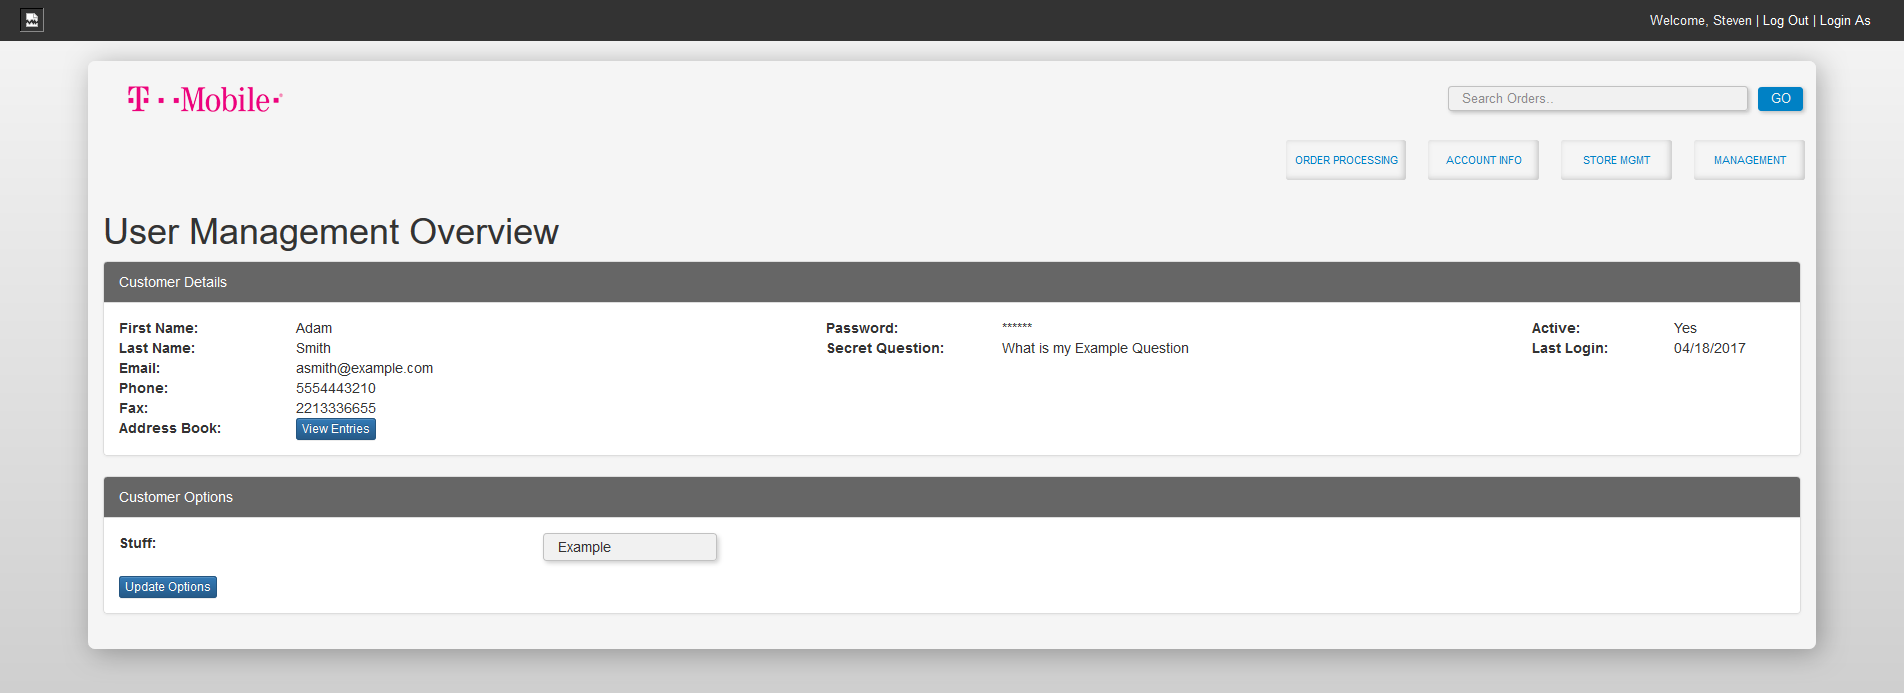 Welcome, Steven | Log Out | Login As
T··Mobile·®
Search Orders..
GO
ORDER PROCESSING
ACCOUNT INFO
STORE MGMT
MANAGEMENT
User Management Overview
Customer Details
First Name: Adam
Last Name: Smith
Email: asmith@example.com
Phone: 5554443210
Fax: 2213336655
Address Book: View Entries
Password: ******
Secret Question: What is my Example Question
Active: Yes
Last Login: 04/18/2017
Customer Options
Stuff: Example
Update Options